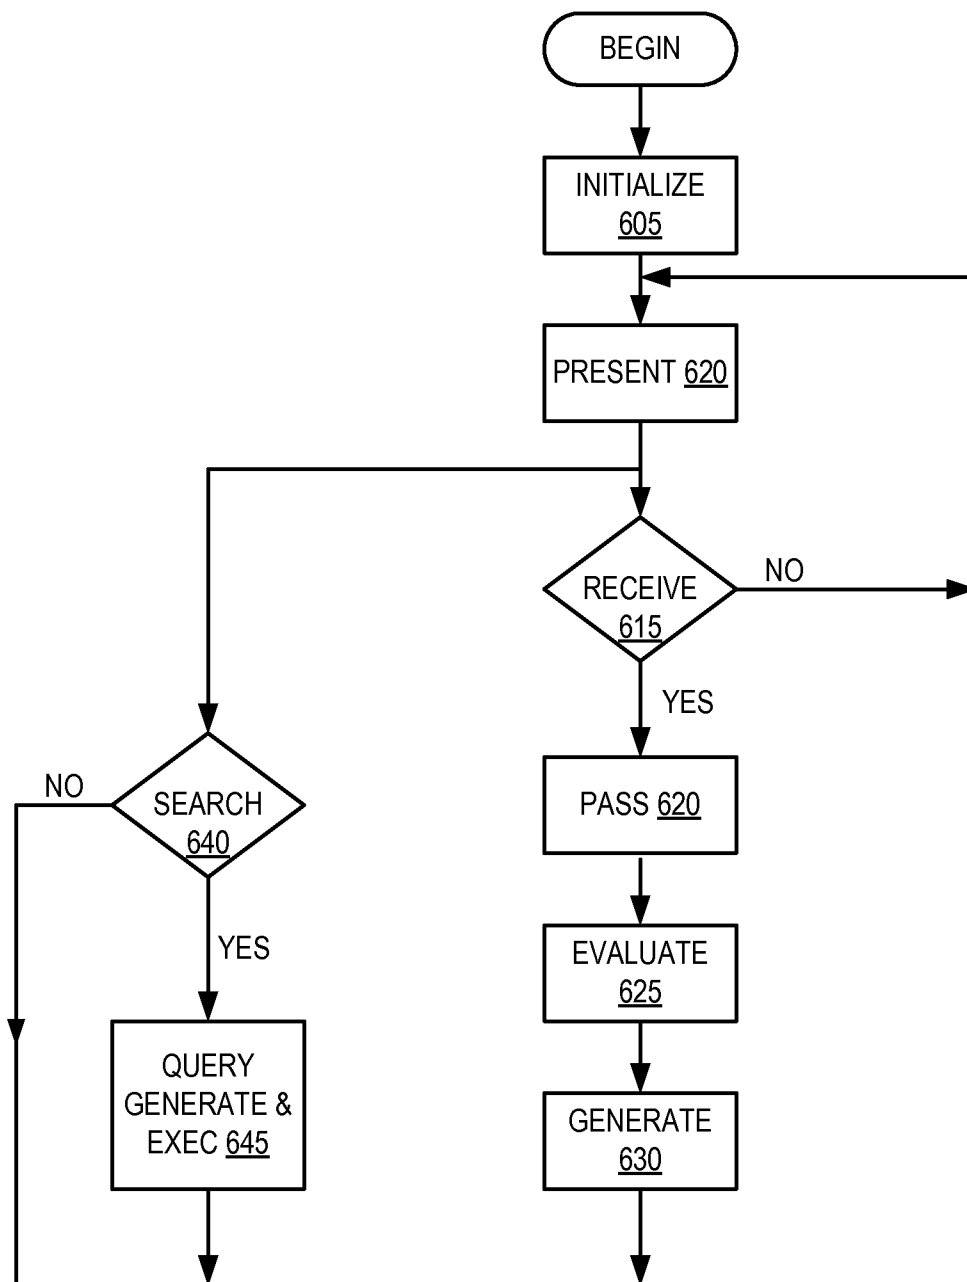 BEGIN
INITIALIZE
605
PRESENT 620
RECEIVE
615
NO
YES
NO
SEARCH
640
PASS 620
YES
EVALUATE
625
QUERY
GENERATE &
EXEC 645
GENERATE
630